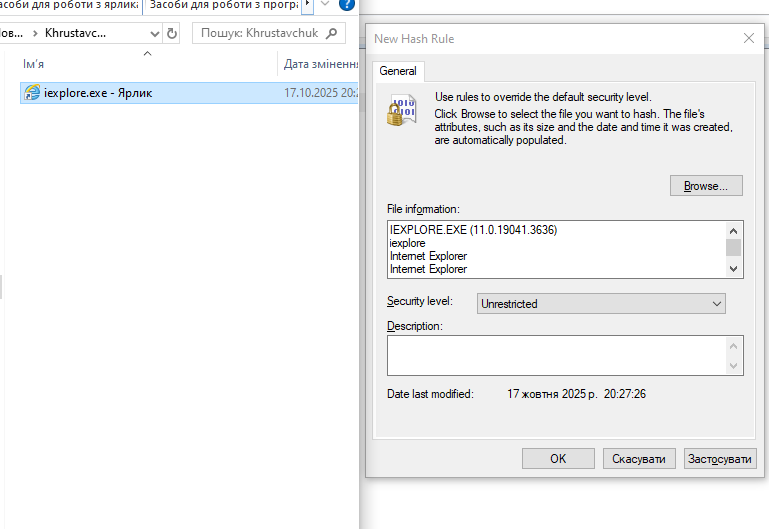 соби для роботи з ярлика
Засоби для роботи з програ
ов...
Khrustavc...
Пошук: Khrustavchuk
Ім'я
Дата змінення
iexplore.exe - Ярлик
17.10.2025 20:2
New Hash Rule
General
Use rules to override the default security level.
Click Browse to select the file you want to hash. The file's
attributes, such as its size and the date and time it was created,
are automatically populated.
Browse...
File information:
IEXPLORE.EXE (11.0.19041.3636)
iexplore
Internet Explorer
Internet Explorer
Security level:
Unrestricted
Description:
Date last modified:
17 жовтня 2025 р. 20:27:26
OK
Скасувати
Застосувати